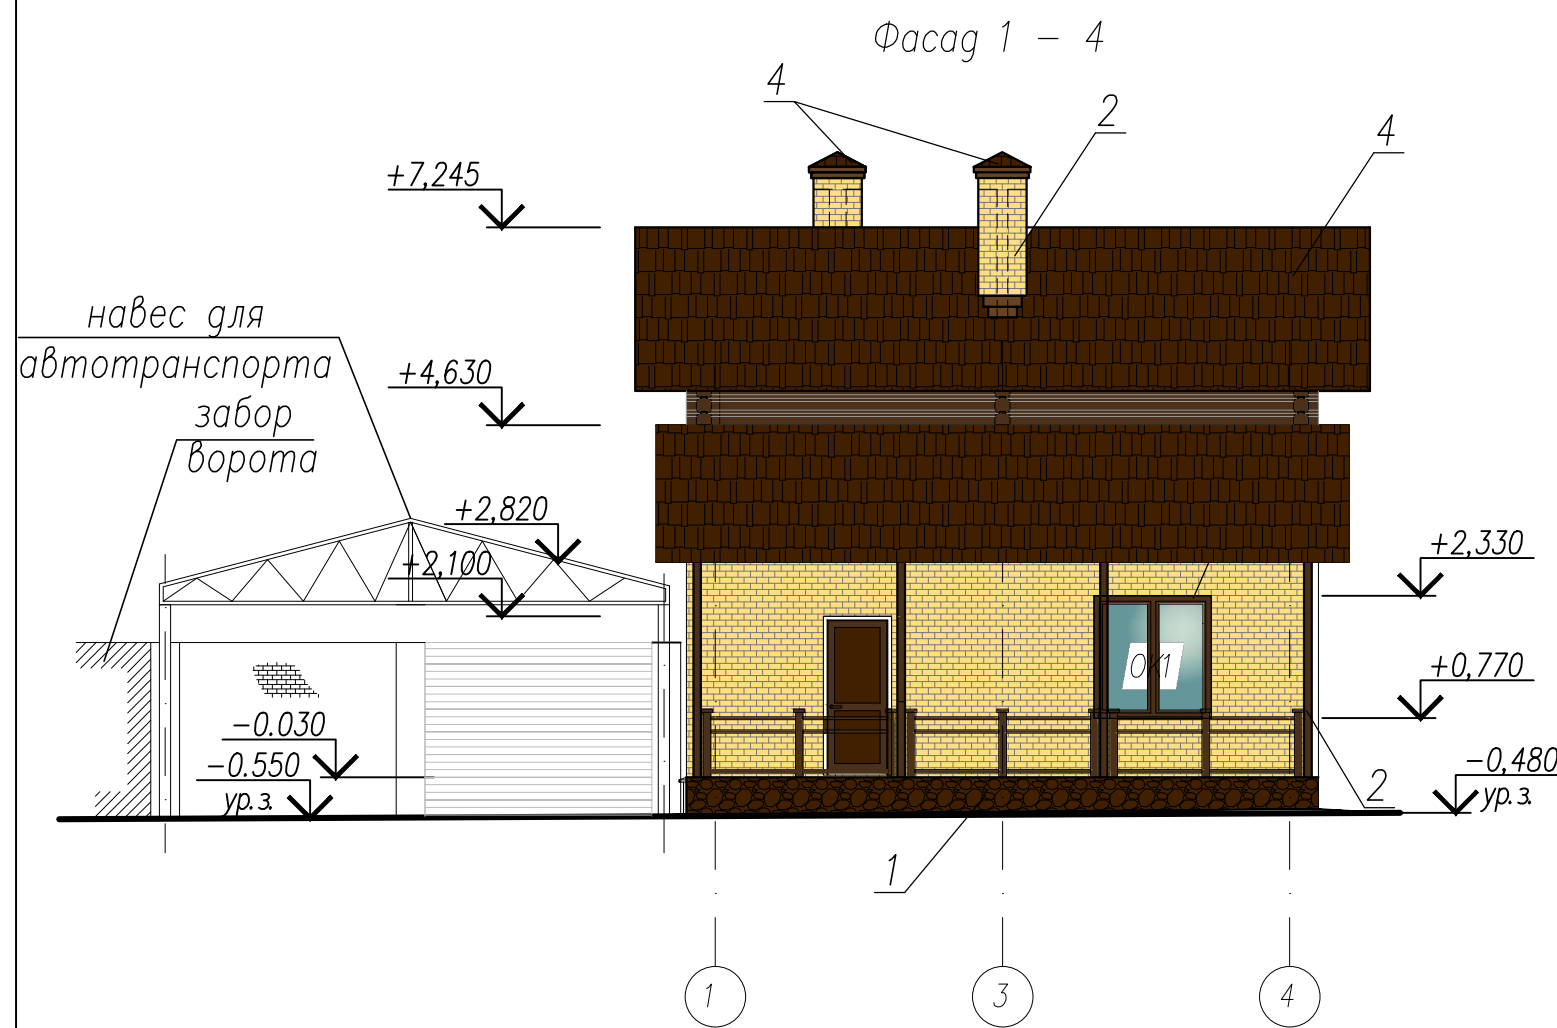 Фасад 1 – 4
4
2
4
+7,245
навес для
автотранспорта
+4,630
забор
ворота
+2,820
+2,100
+2,330
ОК1
+0,770
-0.030
-0.550
ур.з.
-0,480
ур.з.
2
1
1
3
4